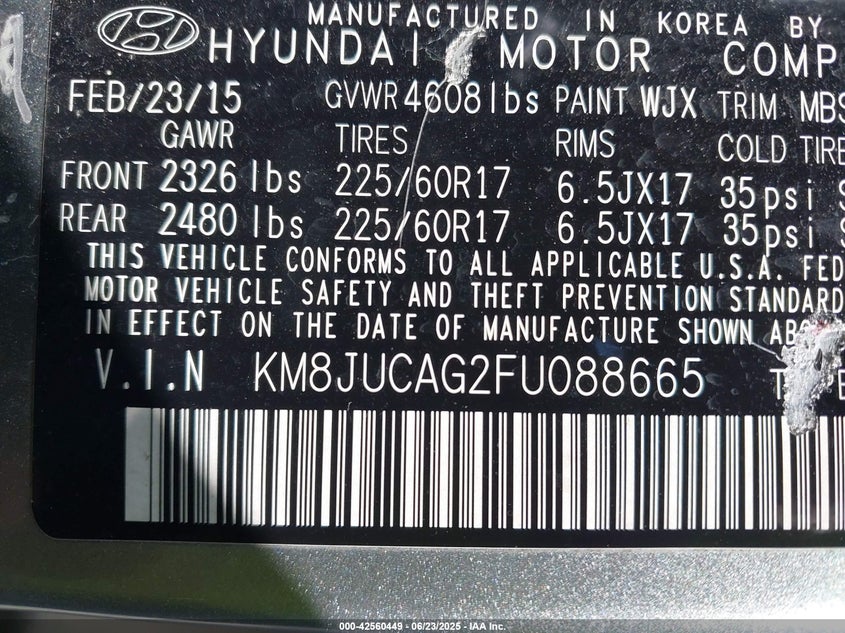 MANUFACTURED IN KOREA BY
HYUNDAI MOTOR COMP
FEB/23/15 GVWR 4608 lbs PAINT WJX TRIM MBS
GAWR TIRES RIMS COLD TIRE
FRONT 2326 lbs 225/60R17 6.5JX17 35psi S
REAR 2480 lbs 225/60R17 6.5JX17 35psi S
THIS VEHICLE CONFORMS TO ALL APPLICABLE U.S.A. FED
MOTOR VEHICLE SAFETY AND THEFT PREVENTION STANDARD
IN EFFECT ON THE DATE OF MANUFACTURE SHOWN ABO
V.I.N KM8JUCAG2FU088665
000-42560449 - 06/23/2025 - IAA Inc.